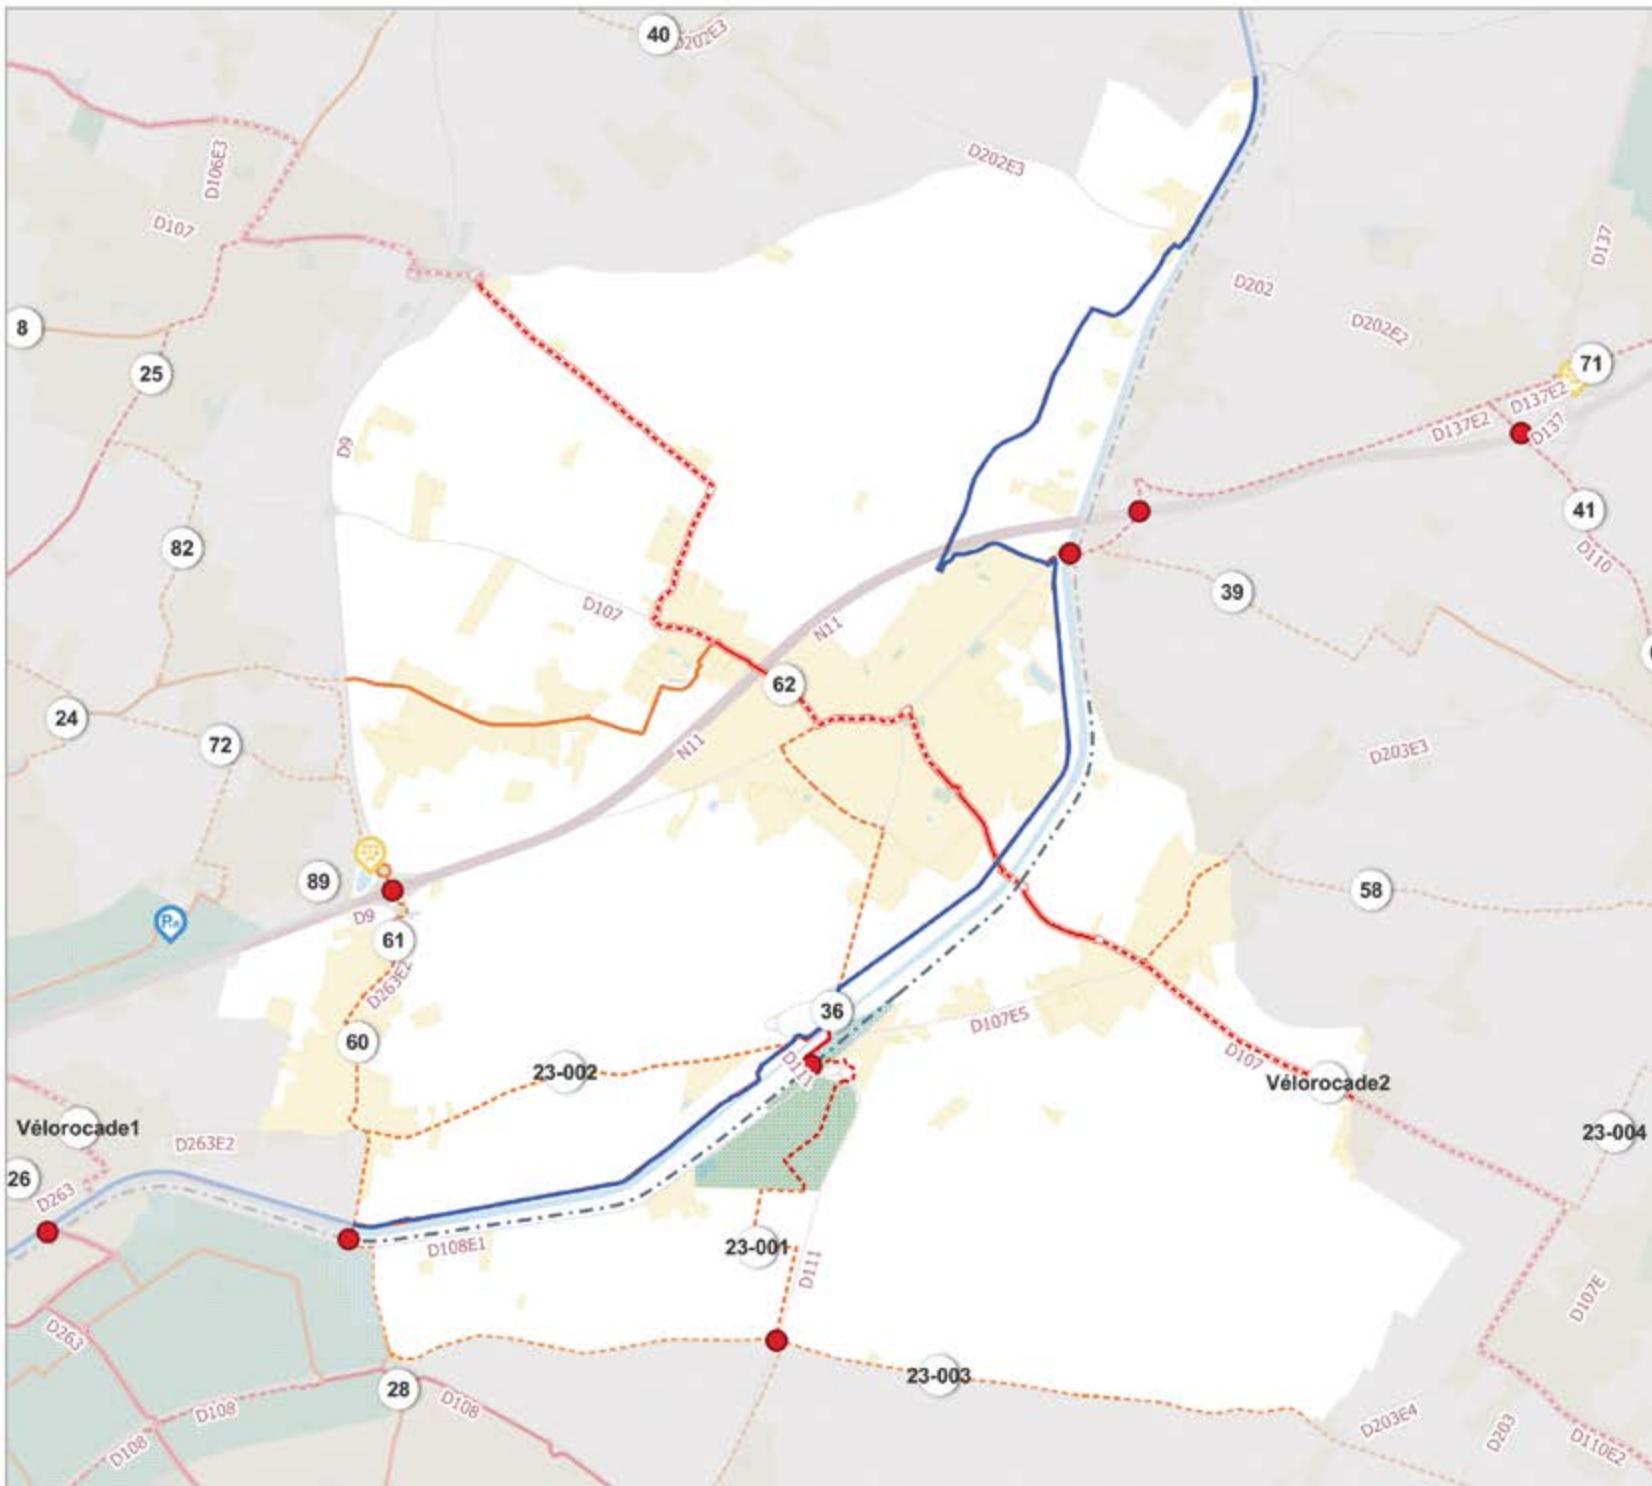 40
D202E3
D106E3
D202E3
D107
D137
D202
8
D202E2
71
25
D137E2
D137E2
D137
D9
41
82
D110
39
D107
N11
62
24
72
N11
D203E3
89
58
D9
61
D263E2
36
D107E5
60
D107
23-002
D111
Vélorocade2
Vélorocade1
23-004
D263E2
26
D263
23-001
D108E1
D111
D107E
D263
23-003
28
D108
D108
D203E4
D203
D108
D110E2